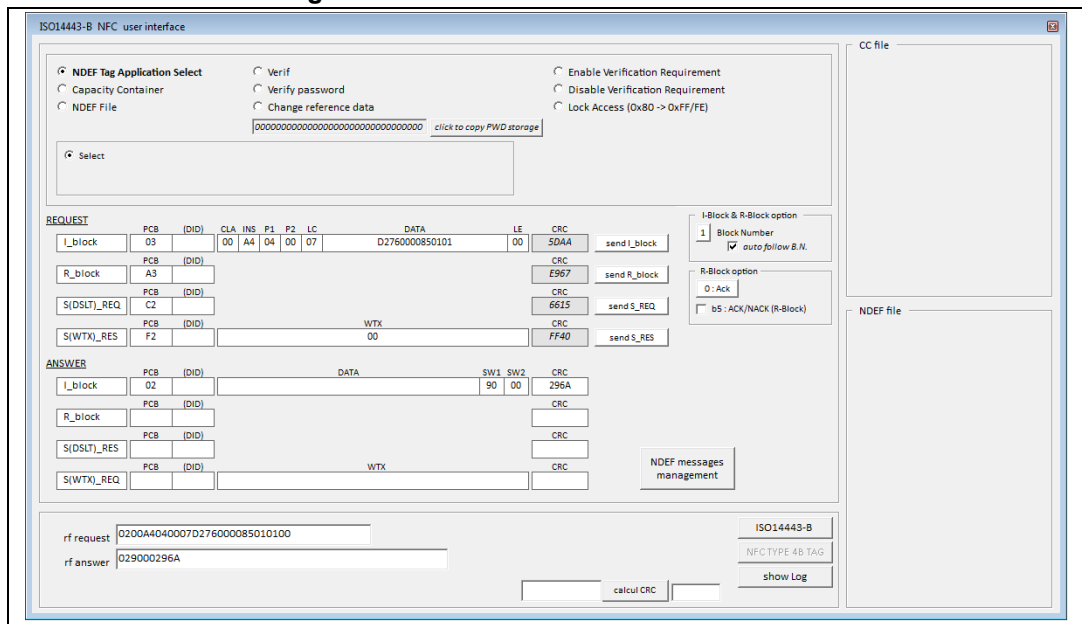 ISO14443-B NFC user interface
CC file
NDEF Tag Application Select Verif Enable Verification Requirement
Capacity Container Verify password Disable Verification Requirement
NDEF File Change reference data Lock Access (0x80 -> 0xFF/FE)
00000000000000000000000000000000 click to copy PWD storage
Select
REQUEST
I-Block & R-Block option
PCB (DID) CLA INS P1 P2 LC DATA LE CRC
I_block 03 00 A4 04 00 07 D2760000850101 00 5DAA send I_block
1 Block Number
auto follow B.N.
PCB (DID) CRC
R_block A3 E967 send R_block
R-Block option
0 : Ack
PCB (DID) CRC
S(DSLT)_REQ C2 6615 send S_REQ
b5 : ACK/NACK (R-Block)
NDEF file
PCB (DID) WTX CRC
S(WTX)_RES F2 00 FF40 send S_RES
ANSWER
PCB (DID) DATA SW1 SW2 CRC
I_block 02 90 00 296A
PCB (DID) CRC
R_block
PCB (DID) CRC
S(DSLT)_RES
PCB (DID) WTX CRC
S(WTX)_REQ
NDEF messages
management
rf request 0200A4040007D276000085010100
ISO14443-B
rf answer 029000296A
NFC TYPE 4B TAG
show Log
calcul CRC